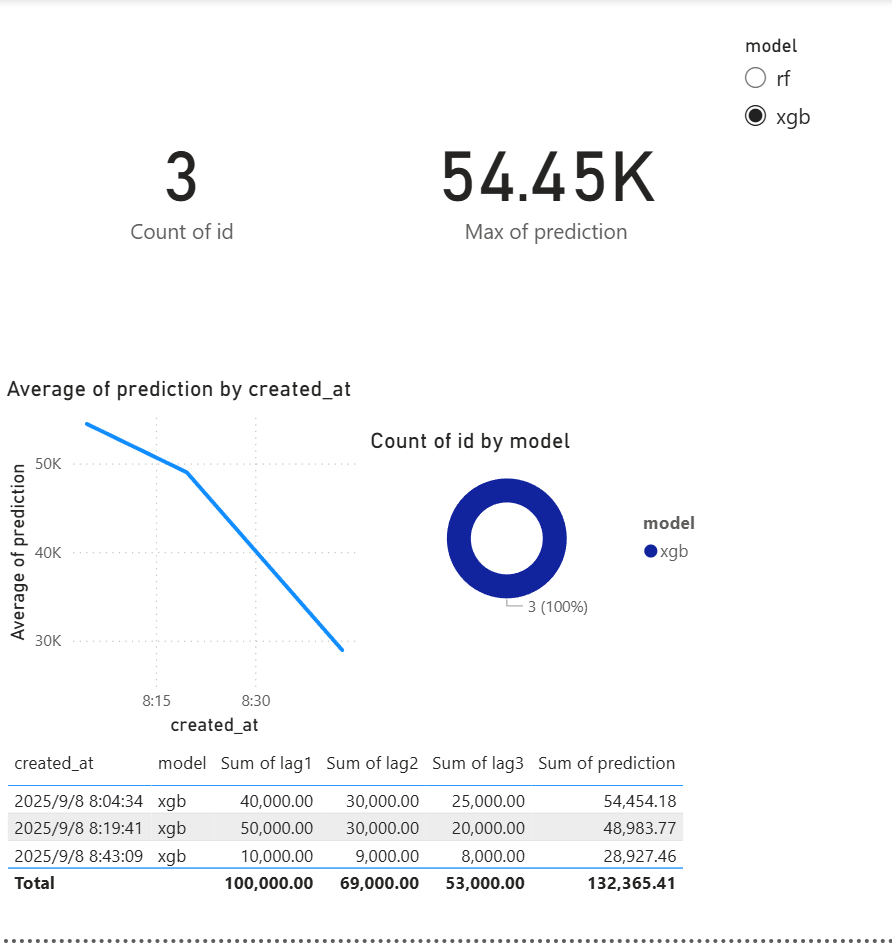 model
rf
xgb
3
Count of id
54.45K
Max of prediction
Average of prediction by created_at
Average of prediction
50K
40K
30K
8:15 8:30
created_at
Count of id by model
3 (100%)
model
xgb
created_at model Sum of lag1 Sum of lag2 Sum of lag3 Sum of prediction
2025/9/8 8:04:34 xgb 40,000.00 30,000.00 25,000.00 54,454.18
2025/9/8 8:19:41 xgb 50,000.00 30,000.00 20,000.00 48,983.77
2025/9/8 8:43:09 xgb 10,000.00 9,000.00 8,000.00 28,927.46
Total 100,000.00 69,000.00 53,000.00 132,365.41